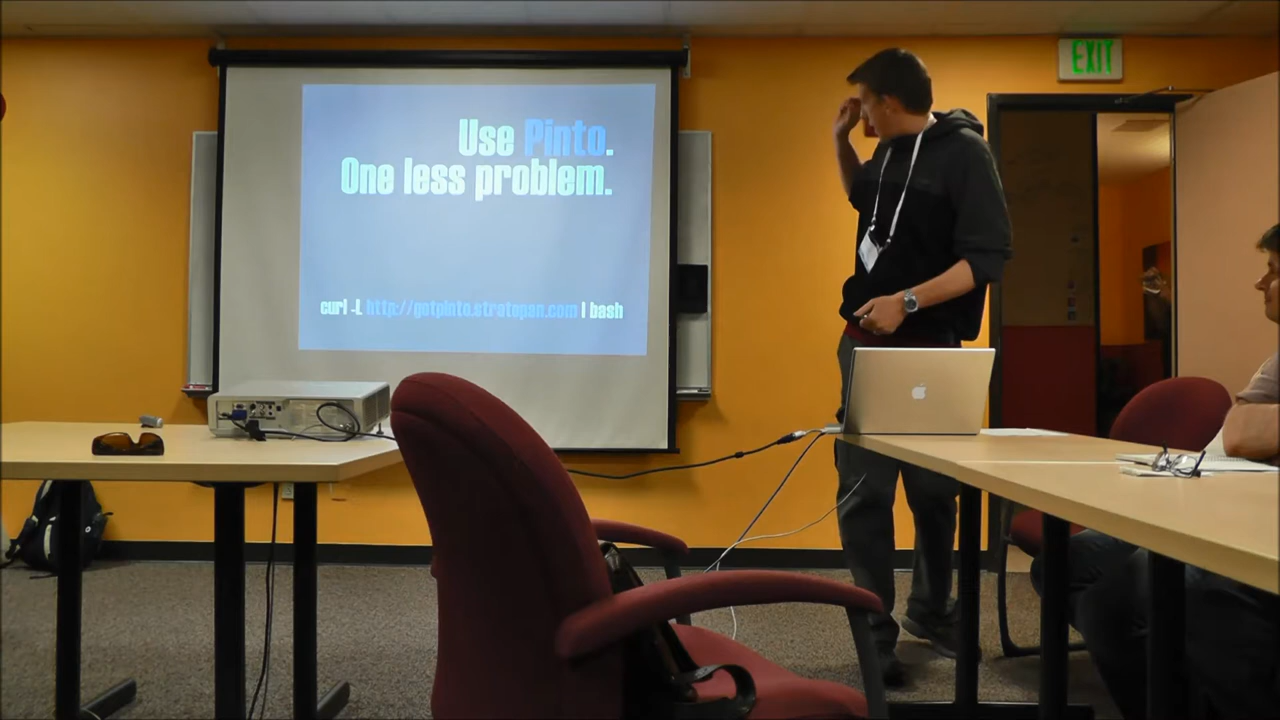 Use Pinto.
One less problem.
curl -L http://getpinto.stratopan.com | bash
EXIT